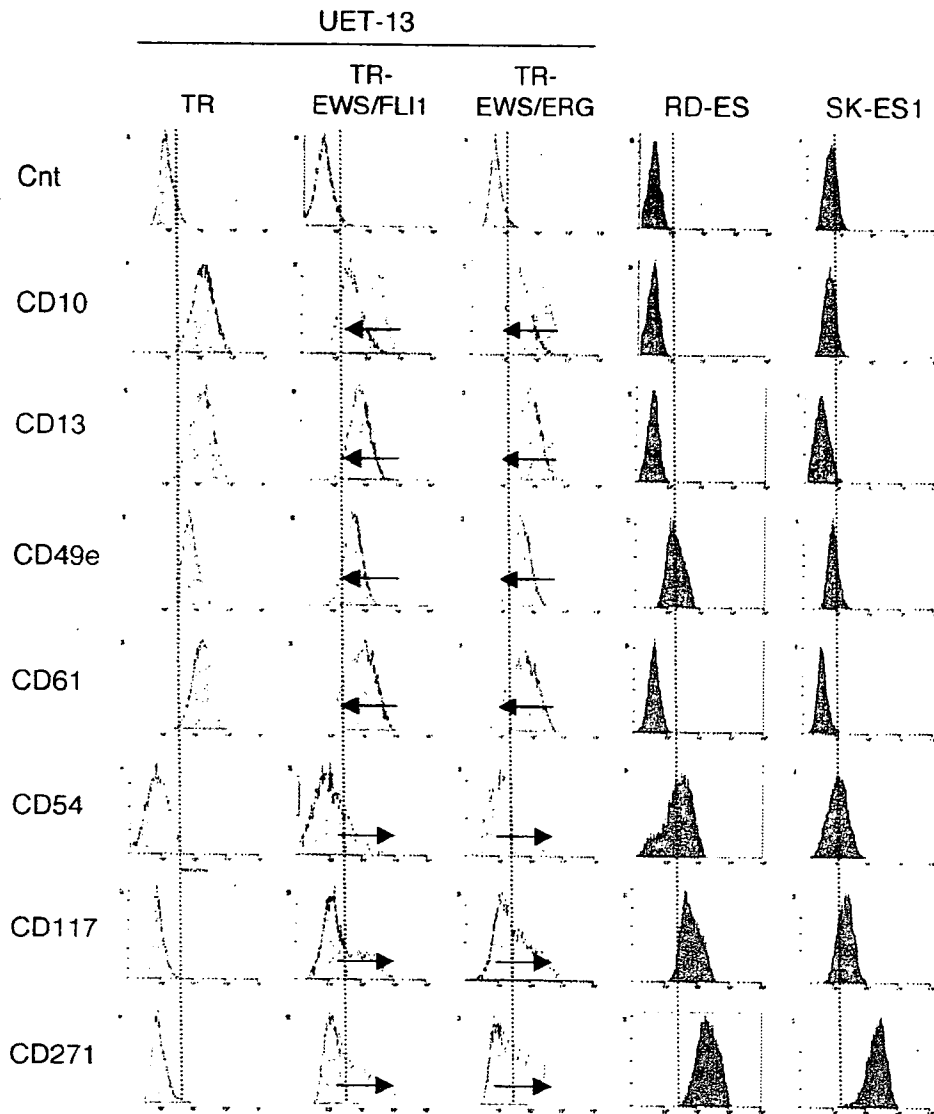 UET-13
TR
TR-
EWS/FLI1
TR-
EWS/ERG
RD-ES
SK-ES1
Cnt
CD10
CD13
CD49e
CD61
CD54
CD117
CD271